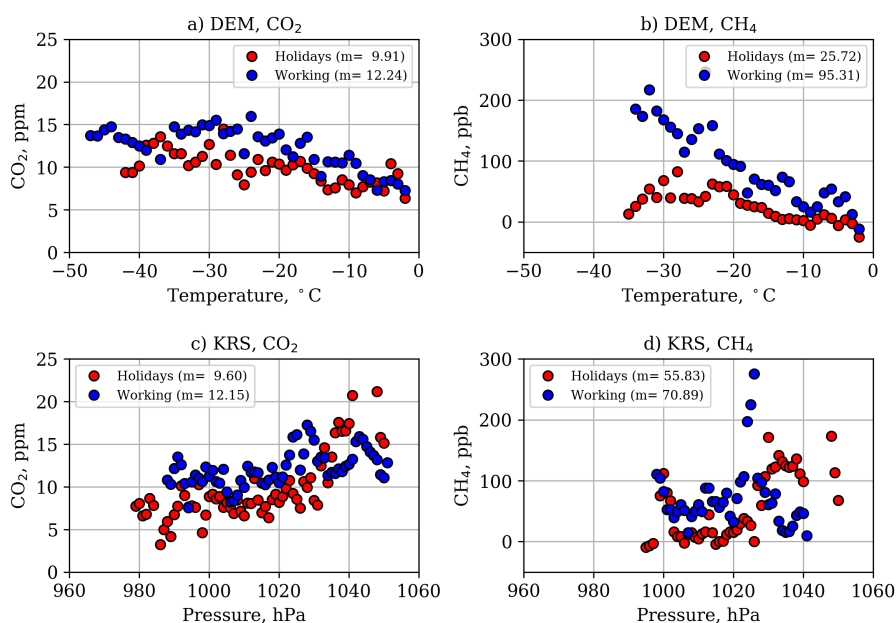 a) DEM, CO₂
25
20
15
10
5
0
CO₂, ppm
Holidays (m= 9.91)
Working (m= 12.24)
−50 −40 −30 −20 −10 0
Temperature, °C
b) DEM, CH₄
300
200
100
0
CH₄, ppb
Holidays (m= 25.72)
Working (m= 95.31)
−50 −40 −30 −20 −10 0
Temperature, °C
c) KRS, CO₂
25
20
15
10
5
0
CO₂, ppm
Holidays (m= 9.60)
Working (m= 12.15)
960 980 1000 1020 1040 1060
Pressure, hPa
d) KRS, CH₄
300
200
100
0
CH₄, ppb
Holidays (m= 55.83)
Working (m= 70.89)
960 980 1000 1020 1040 1060
Pressure, hPa